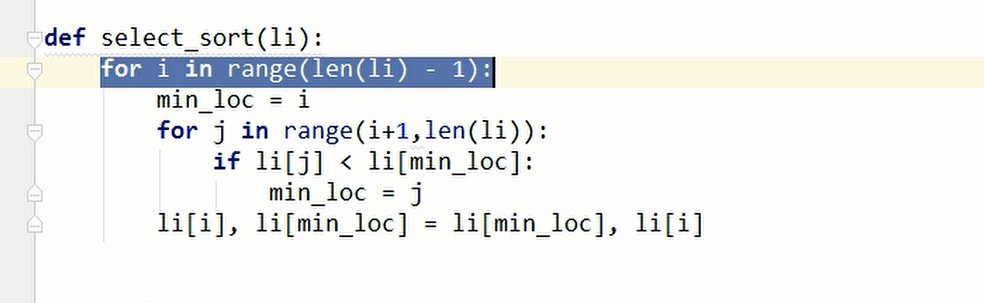 def select_sort(li):
    for i in range(len(li) - 1):
        min_loc = i
        for j in range(i+1,len(li)):
            if li[j] < li[min_loc]:
                min_loc = j
        li[i], li[min_loc] = li[min_loc], li[i]